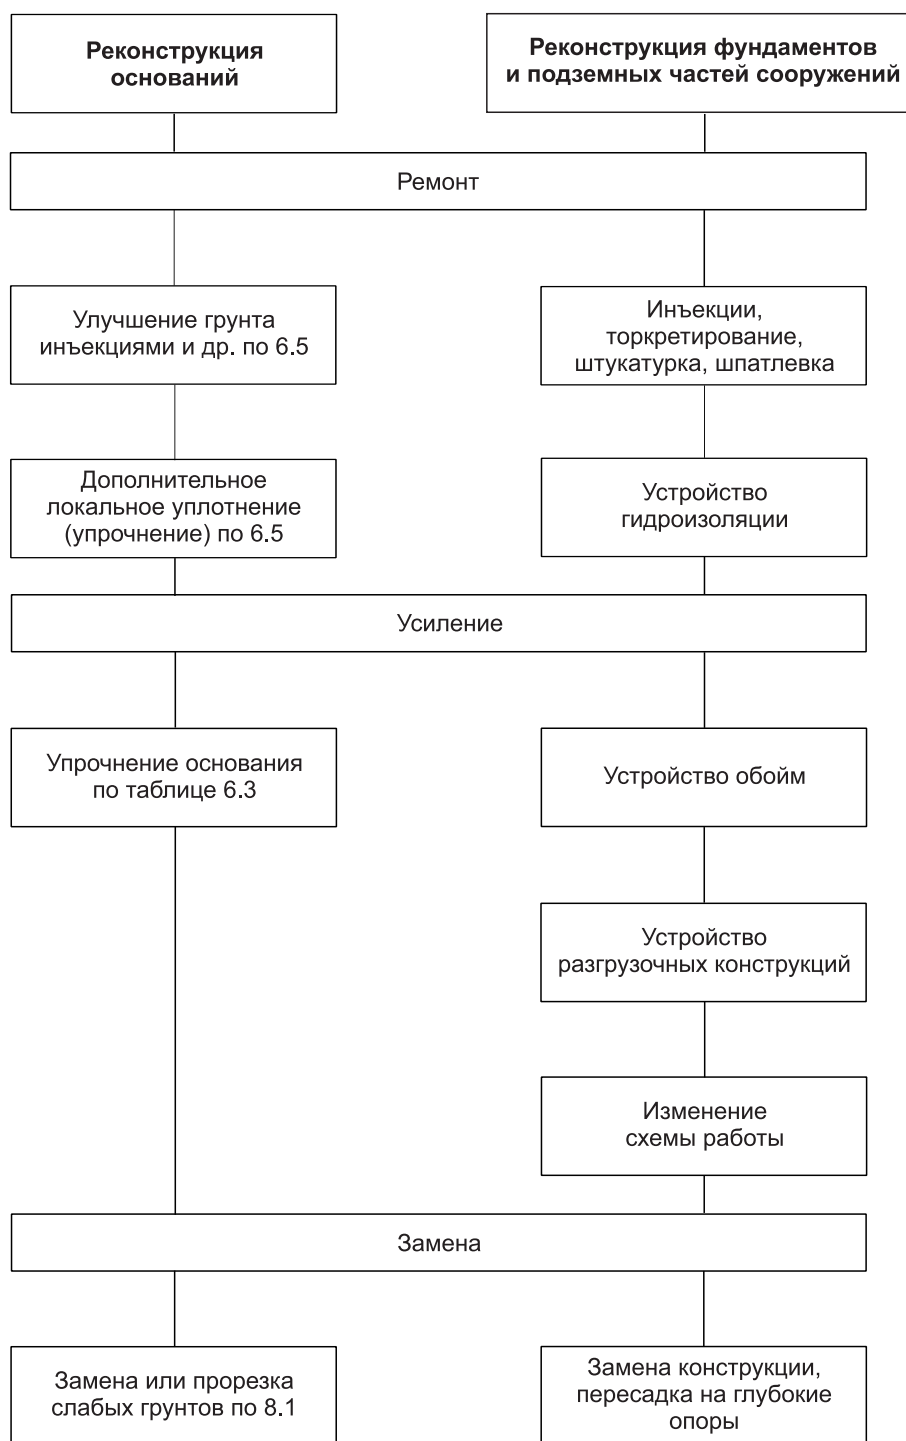 Реконструкция
оснований
Реконструкция фундаментов
и подземных частей сооружений
Ремонт
Улучшение грунта
инъекциями и др. по 6.5
Инъекции,
торкретирование,
штукатурка, шпатлевка
Дополнительное
локальное уплотнение
(упрочнение) по 6.5
Устройство
гидроизоляции
Усиление
Упрочнение основания
по таблице 6.3
Устройство обойм
Устройство
разгрузочных конструкций
Изменение
схемы работы
Замена
Замена или прорезка
слабых грунтов по 8.1
Замена конструкции,
пересадка на глубокие
опоры